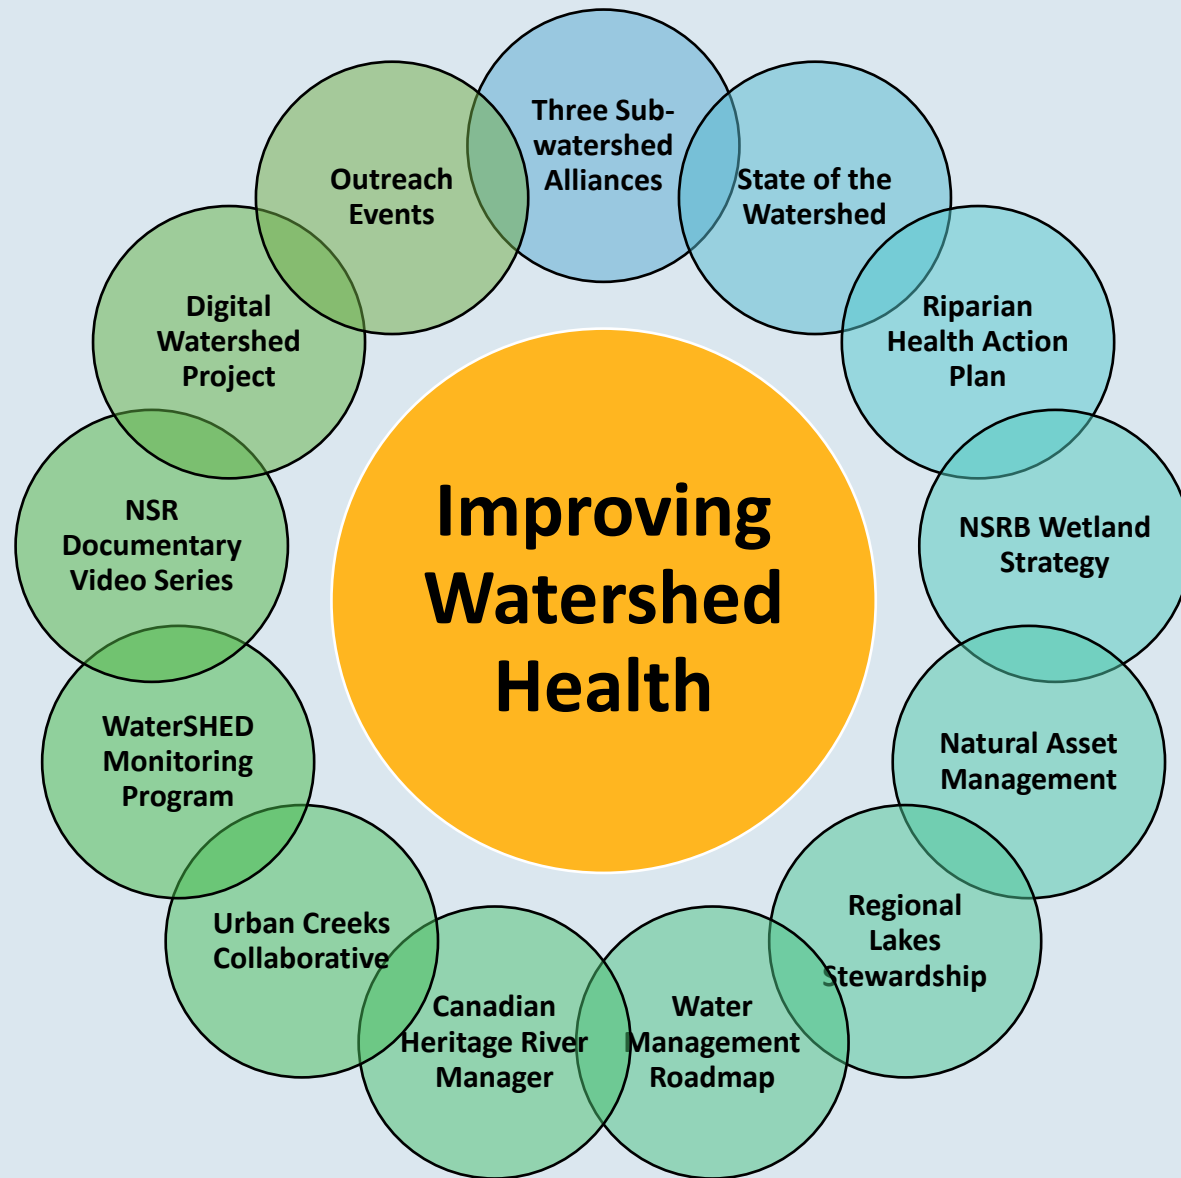 Three Sub-
watershed
Alliances
State of the
Watershed
Riparian
Health Action
Plan
NSRB Wetland
Strategy
Natural Asset
Management
Regional
Lakes
Stewardship
Water
Management
Roadmap
Canadian
Heritage River
Manager
Urban Creeks
Collaborative
WaterSHED
Monitoring
Program
NSR
Documentary
Video Series
Digital
Watershed
Project
Outreach
Events
Improving
Watershed
Health